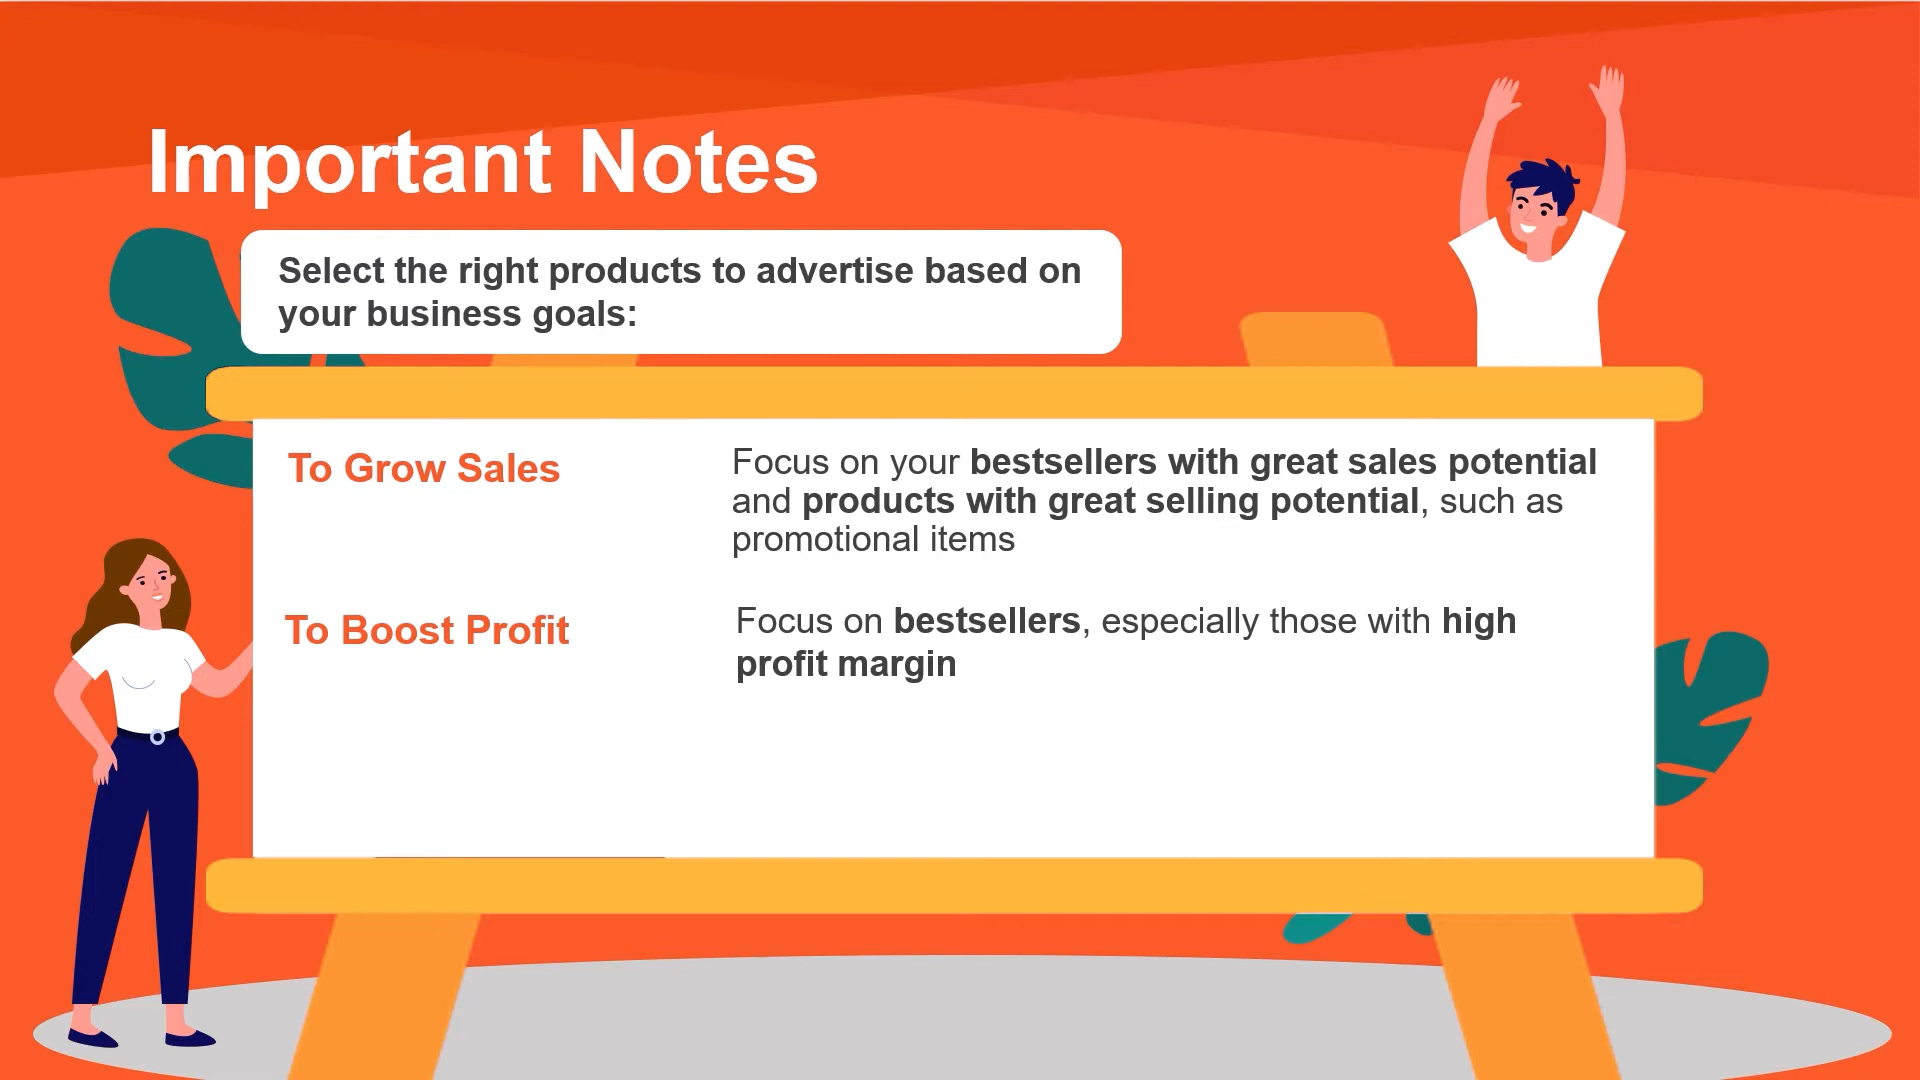 Important Notes
Select the right products to advertise based on
your business goals:
To Grow Sales
Focus on your bestsellers with great sales potential
and products with great selling potential, such as
promotional items
To Boost Profit
Focus on bestsellers, especially those with high
profit margin